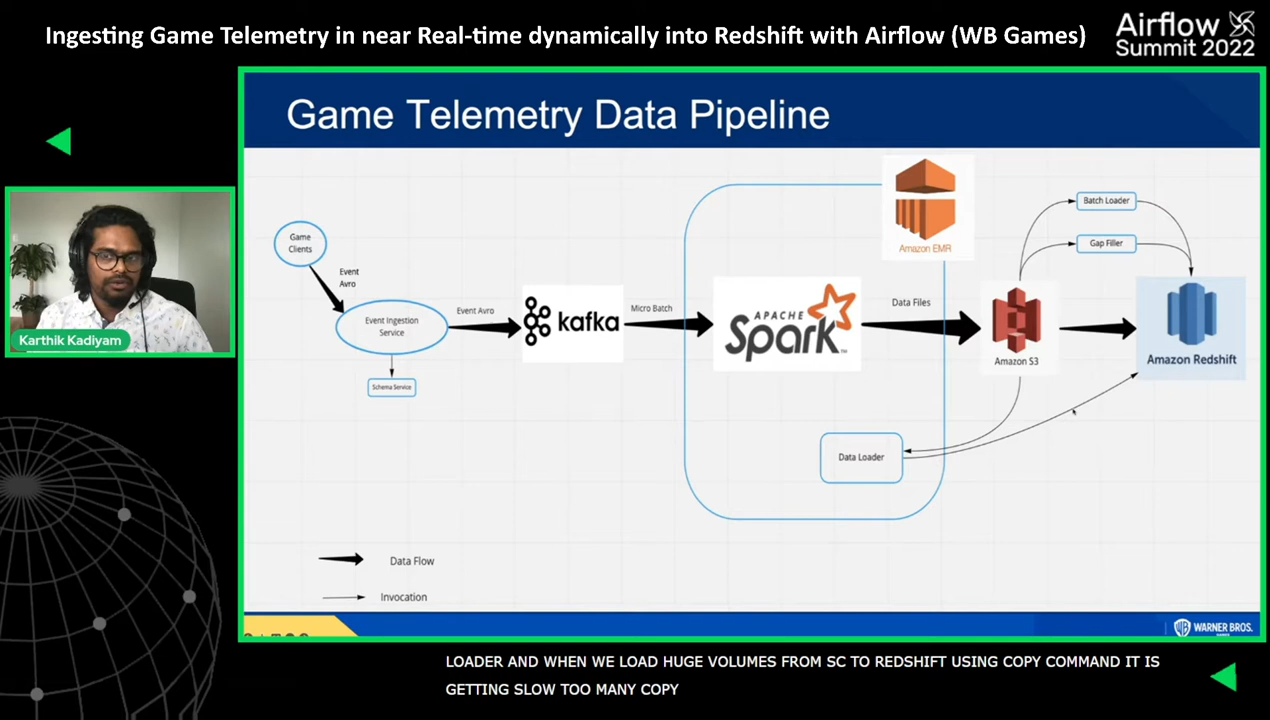 Ingesting Game Telemetry in near Real-time dynamically into Redshift with Airflow (WB Games)
Airflow
Summit 2022
Game Telemetry Data Pipeline
Amazon EMR
Batch Loader
Gap Filler
Game
Clients
Event
Avro
Event Ingestion
Service
Event Avro
kafka
Micro Batch
APACHE
Spark
TM
Data Files
Amazon S3
Amazon Redshift
Schema Service
Data Loader
Karthik Kadiyam
Data Flow
Invocation
WB
WARNER BROS.
GAMES
LOADER AND WHEN WE LOAD HUGE VOLUMES FROM SC TO REDSHIFT USING COPY COMMAND IT IS
GETTING SLOW TOO MANY COPY